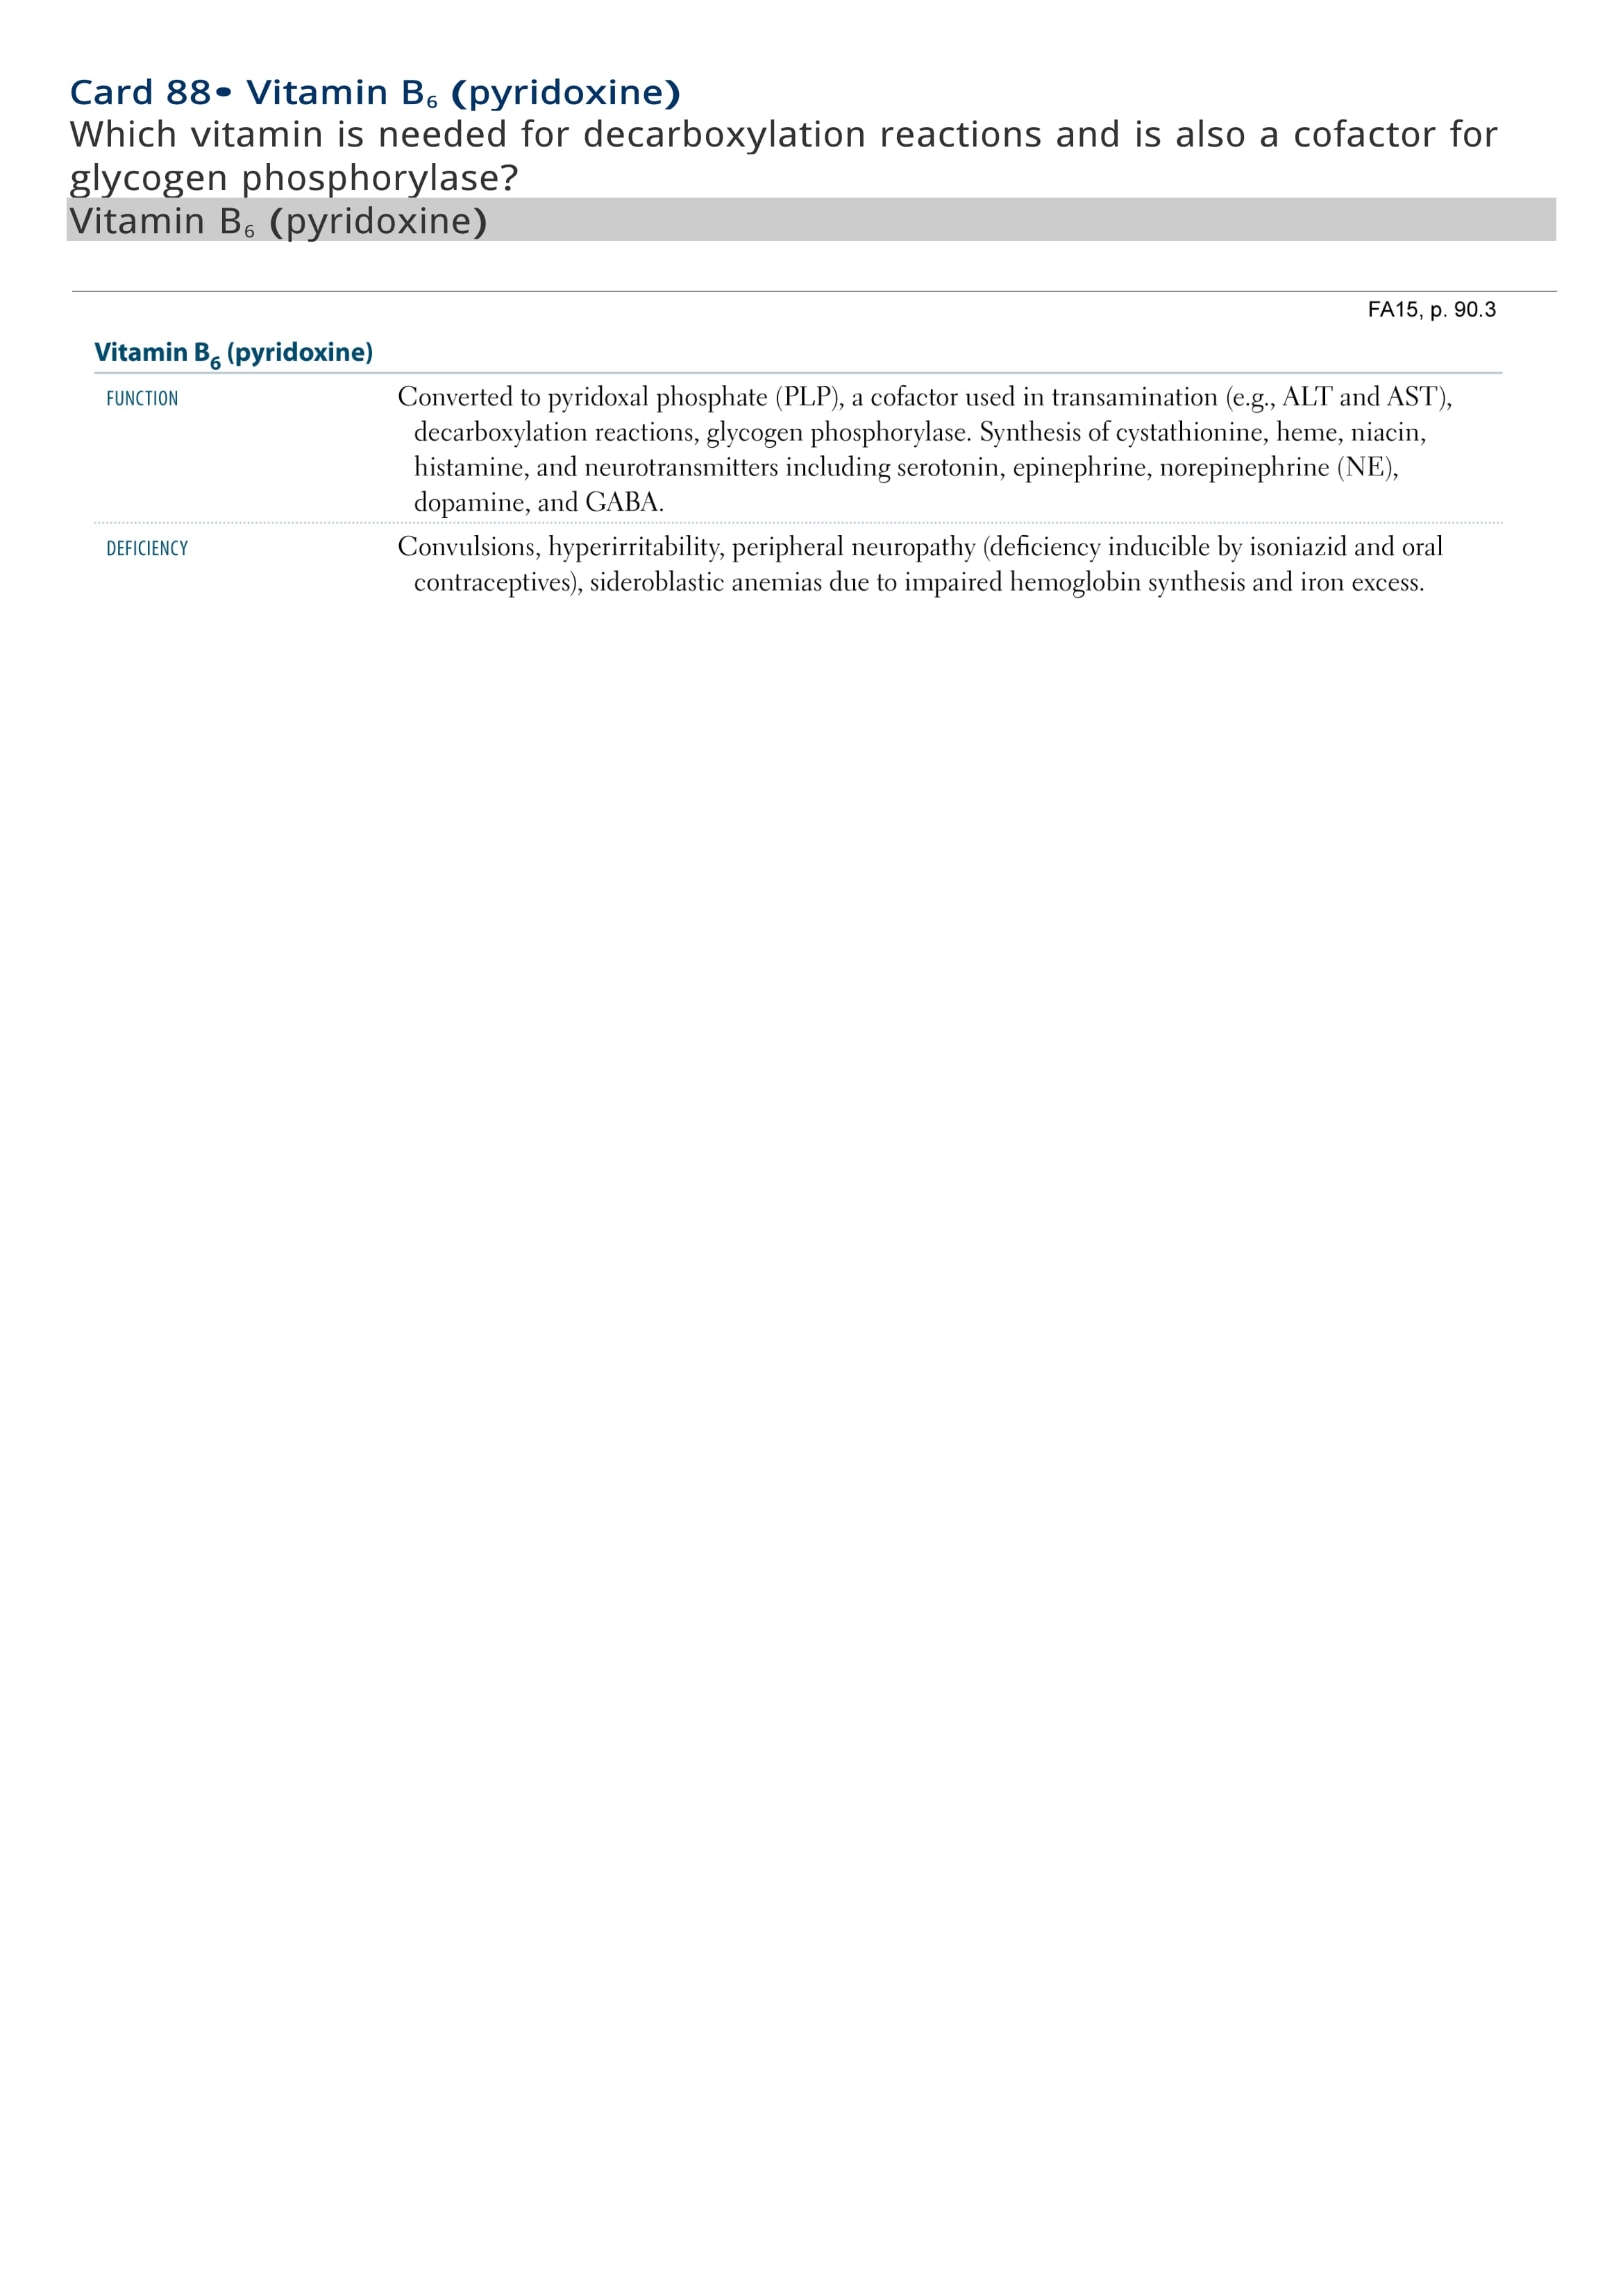 Card 88• Vitamin B₆ (pyridoxine)
Which vitamin is needed for decarboxylation reactions and is also a cofactor for
glycogen phosphorylase?
Vitamin B₆ (pyridoxine)
FA15, p. 90.3
Vitamin B₆ (pyridoxine)
FUNCTION
Converted to pyridoxal phosphate (PLP), a cofactor used in transamination (e.g., ALT and AST),
decarboxylation reactions, glycogen phosphorylase. Synthesis of cystathionine, heme, niacin,
histamine, and neurotransmitters including serotonin, epinephrine, norepinephrine (NE),
dopamine, and GABA.
DEFICIENCY
Convulsions, hyperirritability, peripheral neuropathy (deficiency inducible by isoniazid and oral
contraceptives), sideroblastic anemias due to impaired hemoglobin synthesis and iron excess.